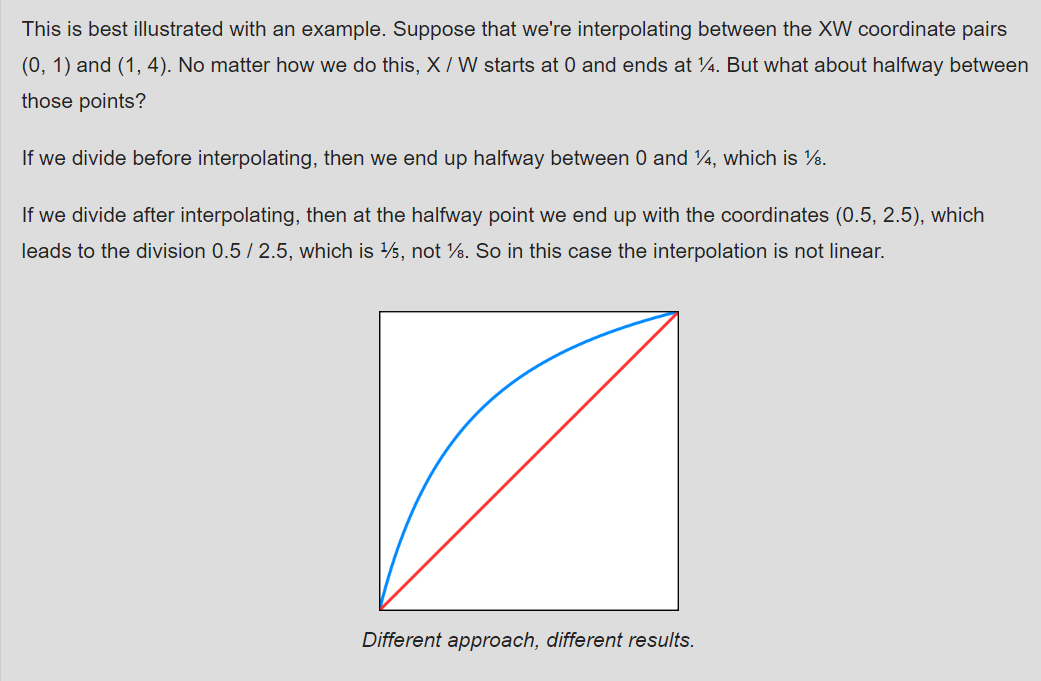 This is best illustrated with an example. Suppose that we're interpolating between the XW coordinate pairs
(0, 1) and (1, 4). No matter how we do this, X / W starts at 0 and ends at ¼. But what about halfway between
those points?
If we divide before interpolating, then we end up halfway between 0 and ¼, which is ⅛.
If we divide after interpolating, then at the halfway point we end up with the coordinates (0.5, 2.5), which
leads to the division 0.5 / 2.5, which is ⅕, not ⅛. So in this case the interpolation is not linear.
Different approach, different results.